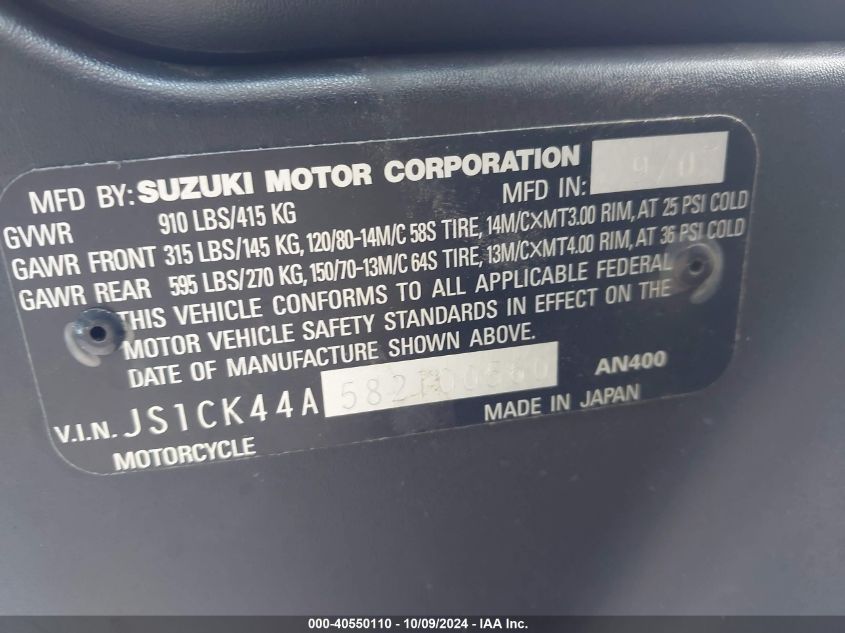 MFD BY: SUZUKI MOTOR CORPORATION
MFD IN: 9/07
GVWR 910 LBS/415 KG
GAWR FRONT 315 LBS/145 KG, 120/80-14M/C 58S TIRE, 14M/C×MT3.00 RIM, AT 25 PSI COLD
GAWR REAR 595 LBS/270 KG, 150/70-13M/C 64S TIRE, 13M/C×MT4.00 RIM, AT 36 PSI COLD
THIS VEHICLE CONFORMS TO ALL APPLICABLE FEDERAL
MOTOR VEHICLE SAFETY STANDARDS IN EFFECT ON THE
DATE OF MANUFACTURE SHOWN ABOVE.
AN400
V.I.N. JS1CK44A
MADE IN JAPAN
MOTORCYCLE
000-40550110 - 10/09/2024 - IAA Inc.